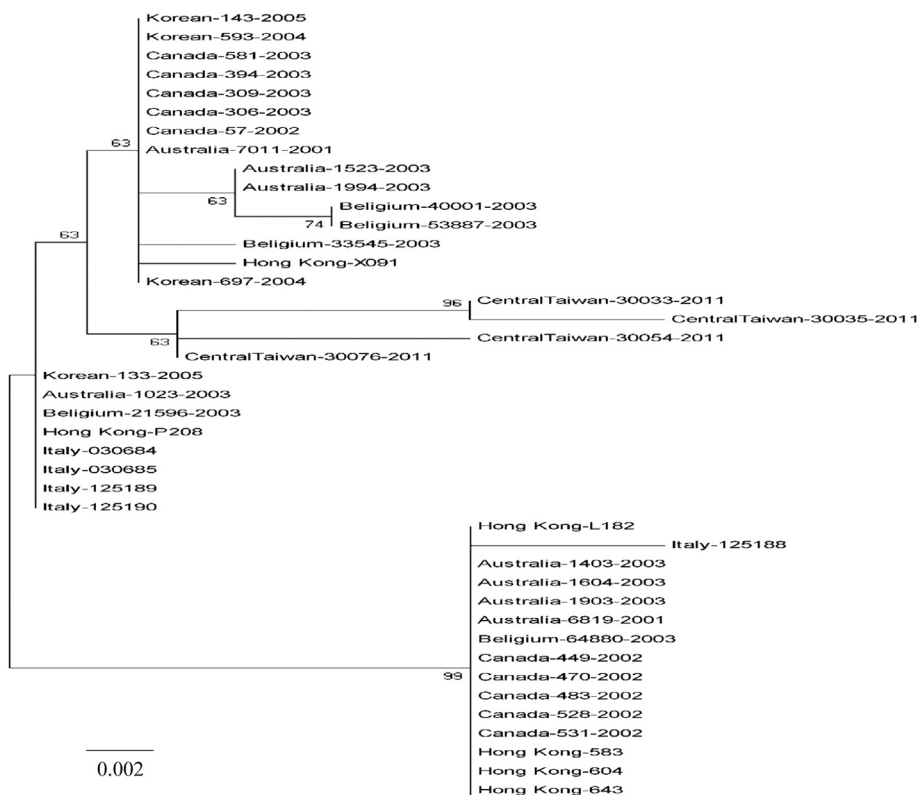 Korean-143-2005
Korean-593-2004
Canada-581-2003
Canada-394-2003
Canada-309-2003
Canada-306-2003
Canada-57-2002
63
Australia-7011-2001
Australia-1523-2003
Australia-1994-2003
63
Beligium-40001-2003
74
Beligium-53887-2003
63
Beligium-33545-2003
Hong Kong-X091
Korean-697-2004
96
CentralTaiwan-30033-2011
CentralTaiwan-30035-2011
63
CentralTaiwan-30054-2011
CentralTaiwan-30076-2011
Korean-133-2005
Australia-1023-2003
Beligium-21596-2003
Hong Kong-P208
Italy-030684
Italy-030685
Italy-125189
Italy-125190
Hong Kong-L182
Italy-125188
Australia-1403-2003
Australia-1604-2003
Australia-1903-2003
Australia-6819-2001
Beligium-64880-2003
Canada-449-2002
99
Canada-470-2002
Canada-483-2002
Canada-528-2002
Canada-531-2002
Hong Kong-583
Hong Kong-604
Hong Kong-643
0.002